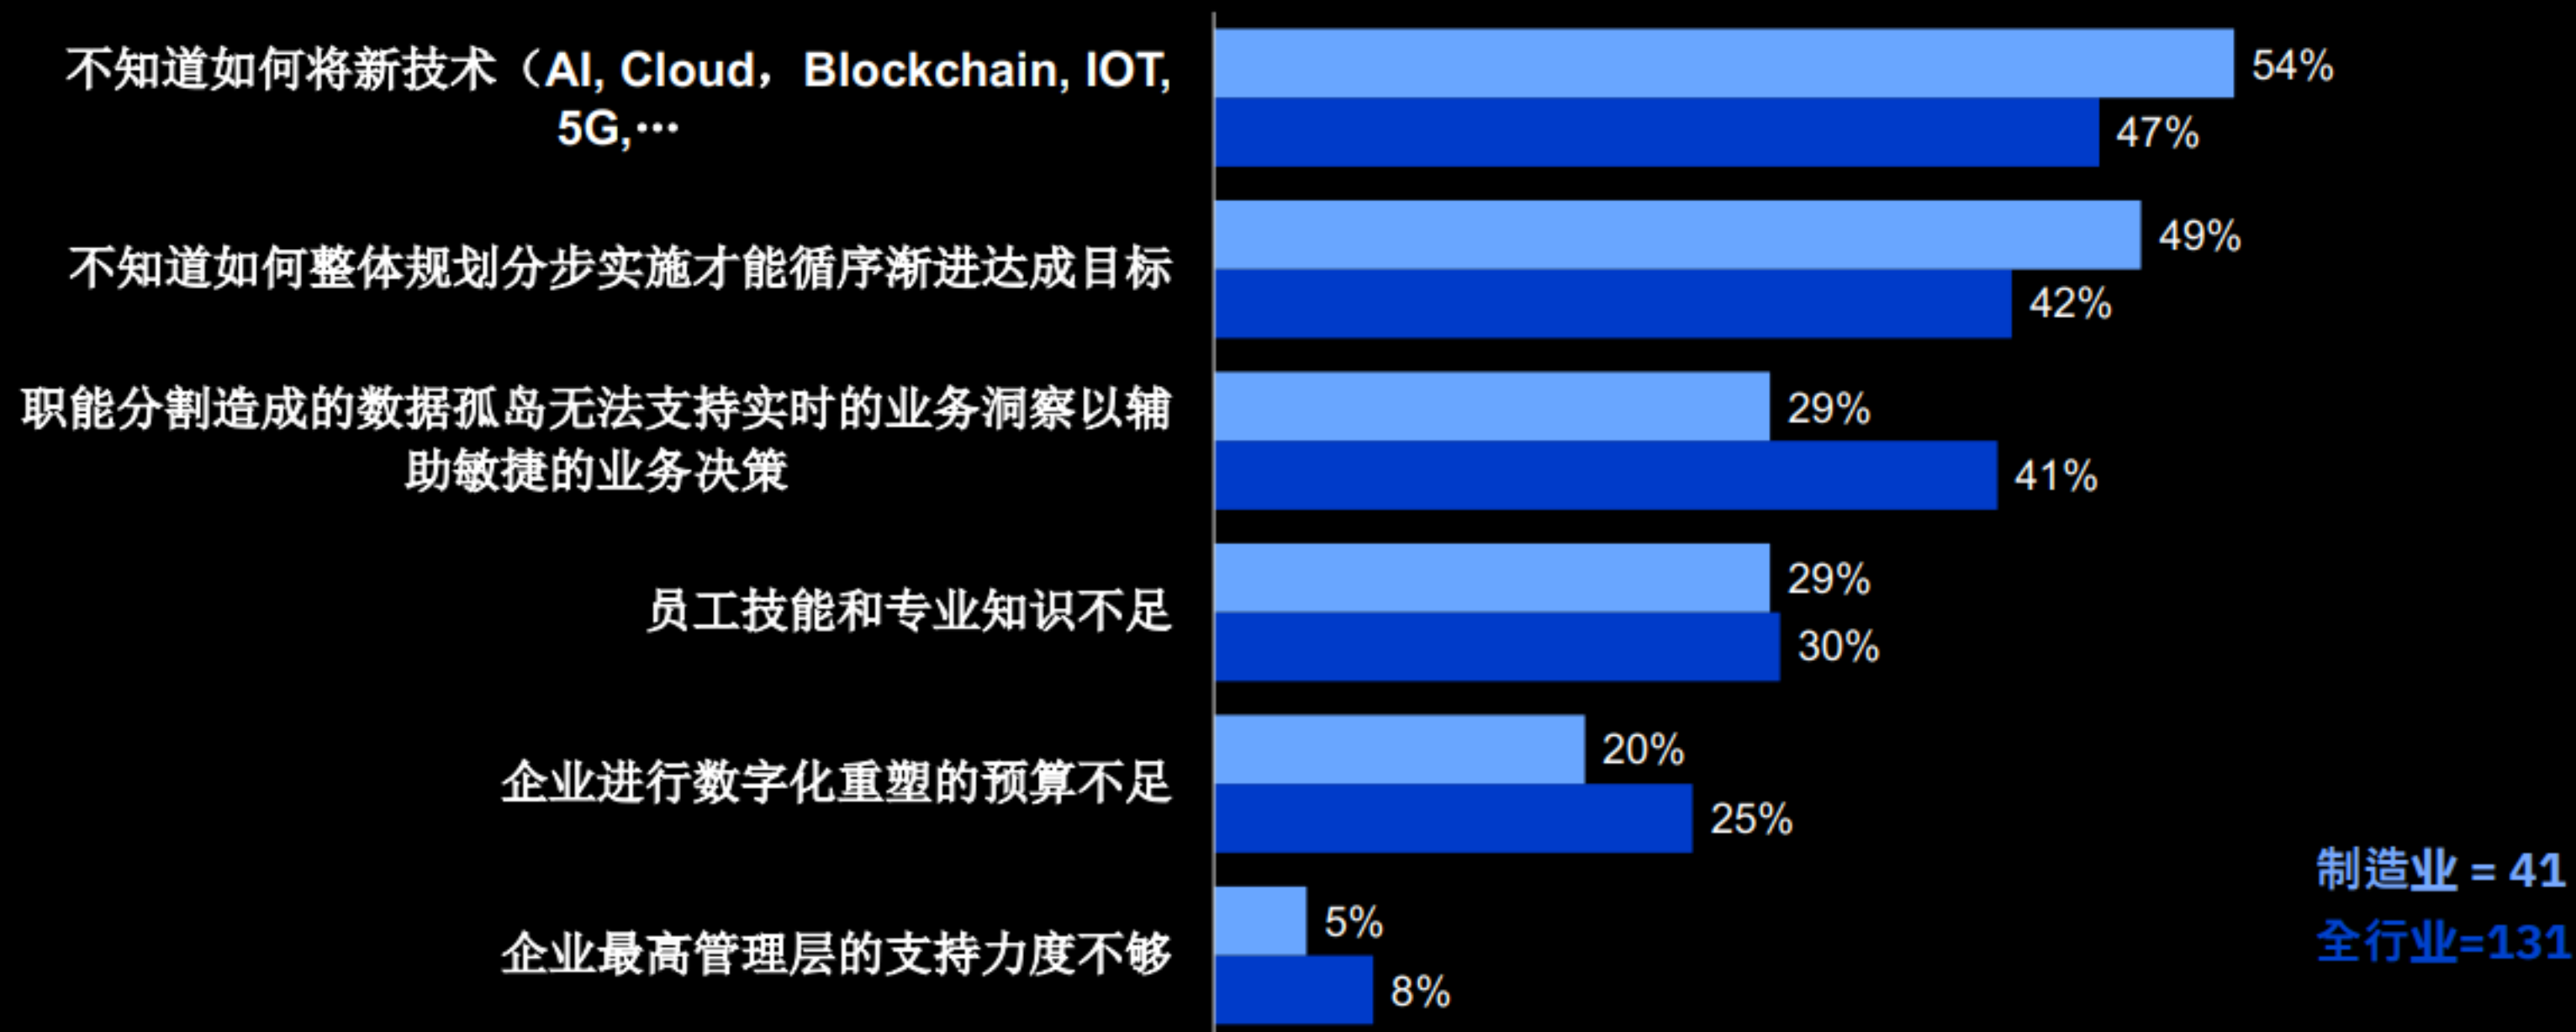 不知道如何将新技术（AI, Cloud，Blockchain, IOT,
5G,…
54%
47%
不知道如何整体规划分步实施才能循序渐进达成目标
49%
42%
职能分割造成的数据孤岛无法支持实时的业务洞察以辅
助敏捷的业务决策
29%
41%
员工技能和专业知识不足
29%
30%
企业进行数字化重塑的预算不足
20%
25%
企业最高管理层的支持力度不够
5%
8%
制造业 = 41
全行业=131